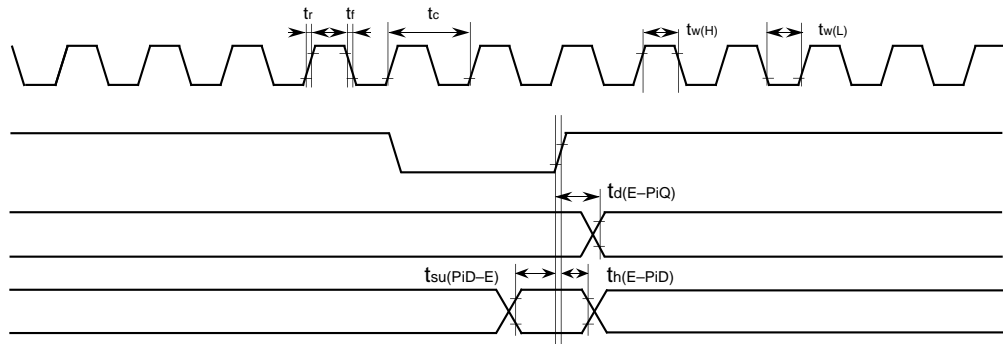 tr tf tc tw(H) tw(L)
td(E–PiQ)
tsu(PiD–E) th(E–PiD)